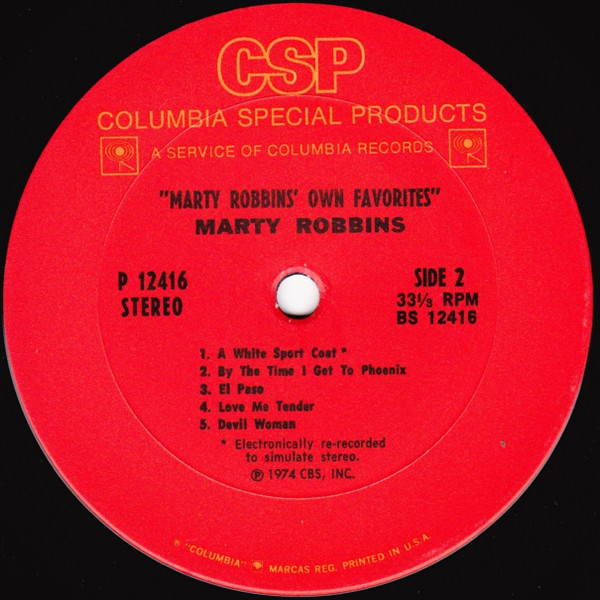 CSP
COLUMBIA SPECIAL PRODUCTS
A SERVICE OF COLUMBIA RECORDS
"MARTY ROBBINS' OWN FAVORITES"
MARTY ROBBINS
P 12416
STEREO
SIDE 2
33⅓ RPM
BS 12416
1. A White Sport Coat *
2. By The Time I Get To Phoenix
3. El Paso
4. Love Me Tender
5. Devil Woman
* Electronically re-recorded
to simulate stereo.
℗ 1974 CBS, INC.
® "COLUMBIA" MARCAS REG. PRINTED IN U.S.A.